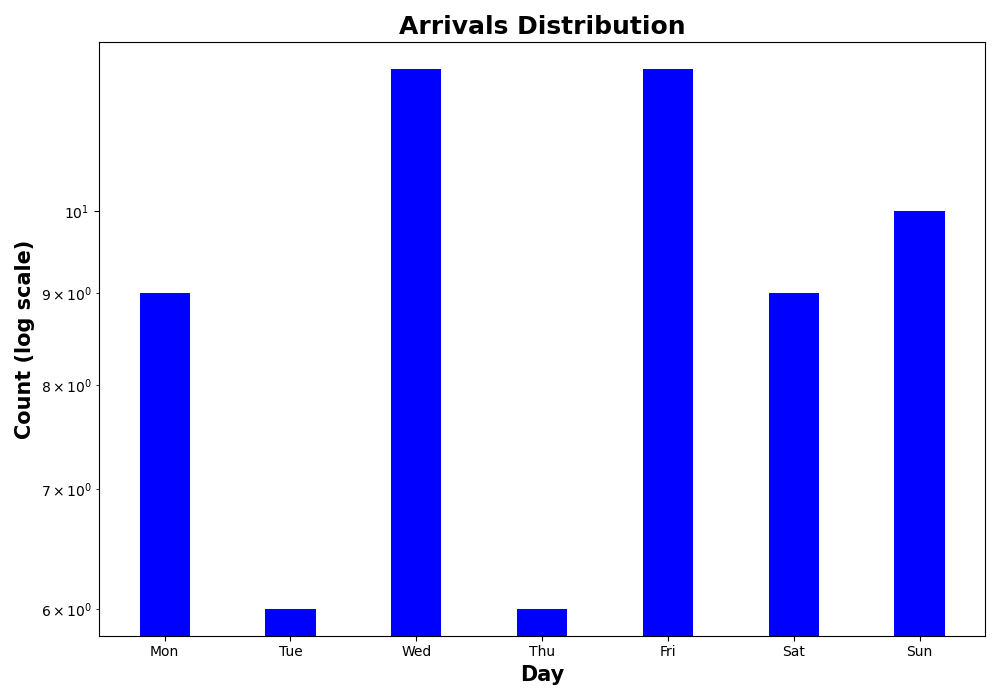 Arrivals Distribution
Count (log scale)
10¹
9 × 10⁰
8 × 10⁰
7 × 10⁰
6 × 10⁰
Mon Tue Wed Thu Fri Sat Sun
Day